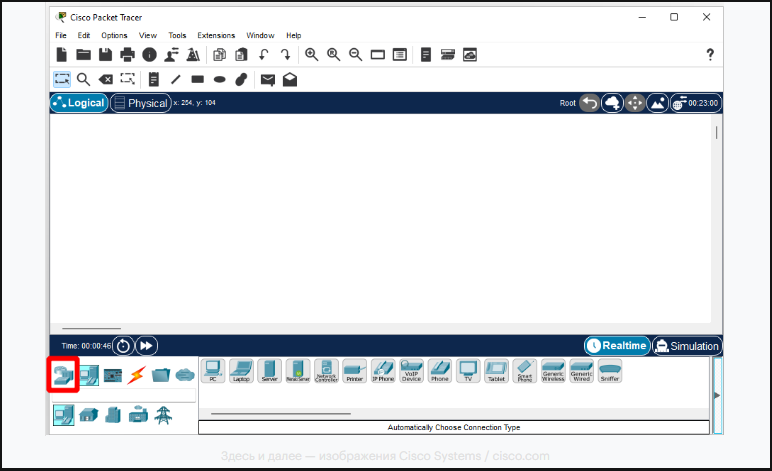 Cisco Packet Tracer
File Edit Options View Tools Extensions Window Help
?
Logical Physical x: 254, y: 104 Root 00:23:00
Time: 00:00:46 Realtime Simulation
PC Laptop Server Meraki Server Network Controller Printer IP Phone VoIP Device Phone TV Tablet Smart Phone Generic Wireless Generic Wired Sniffer
Automatically Choose Connection Type
Здесь и далее — изображения Cisco Systems / cisco.com